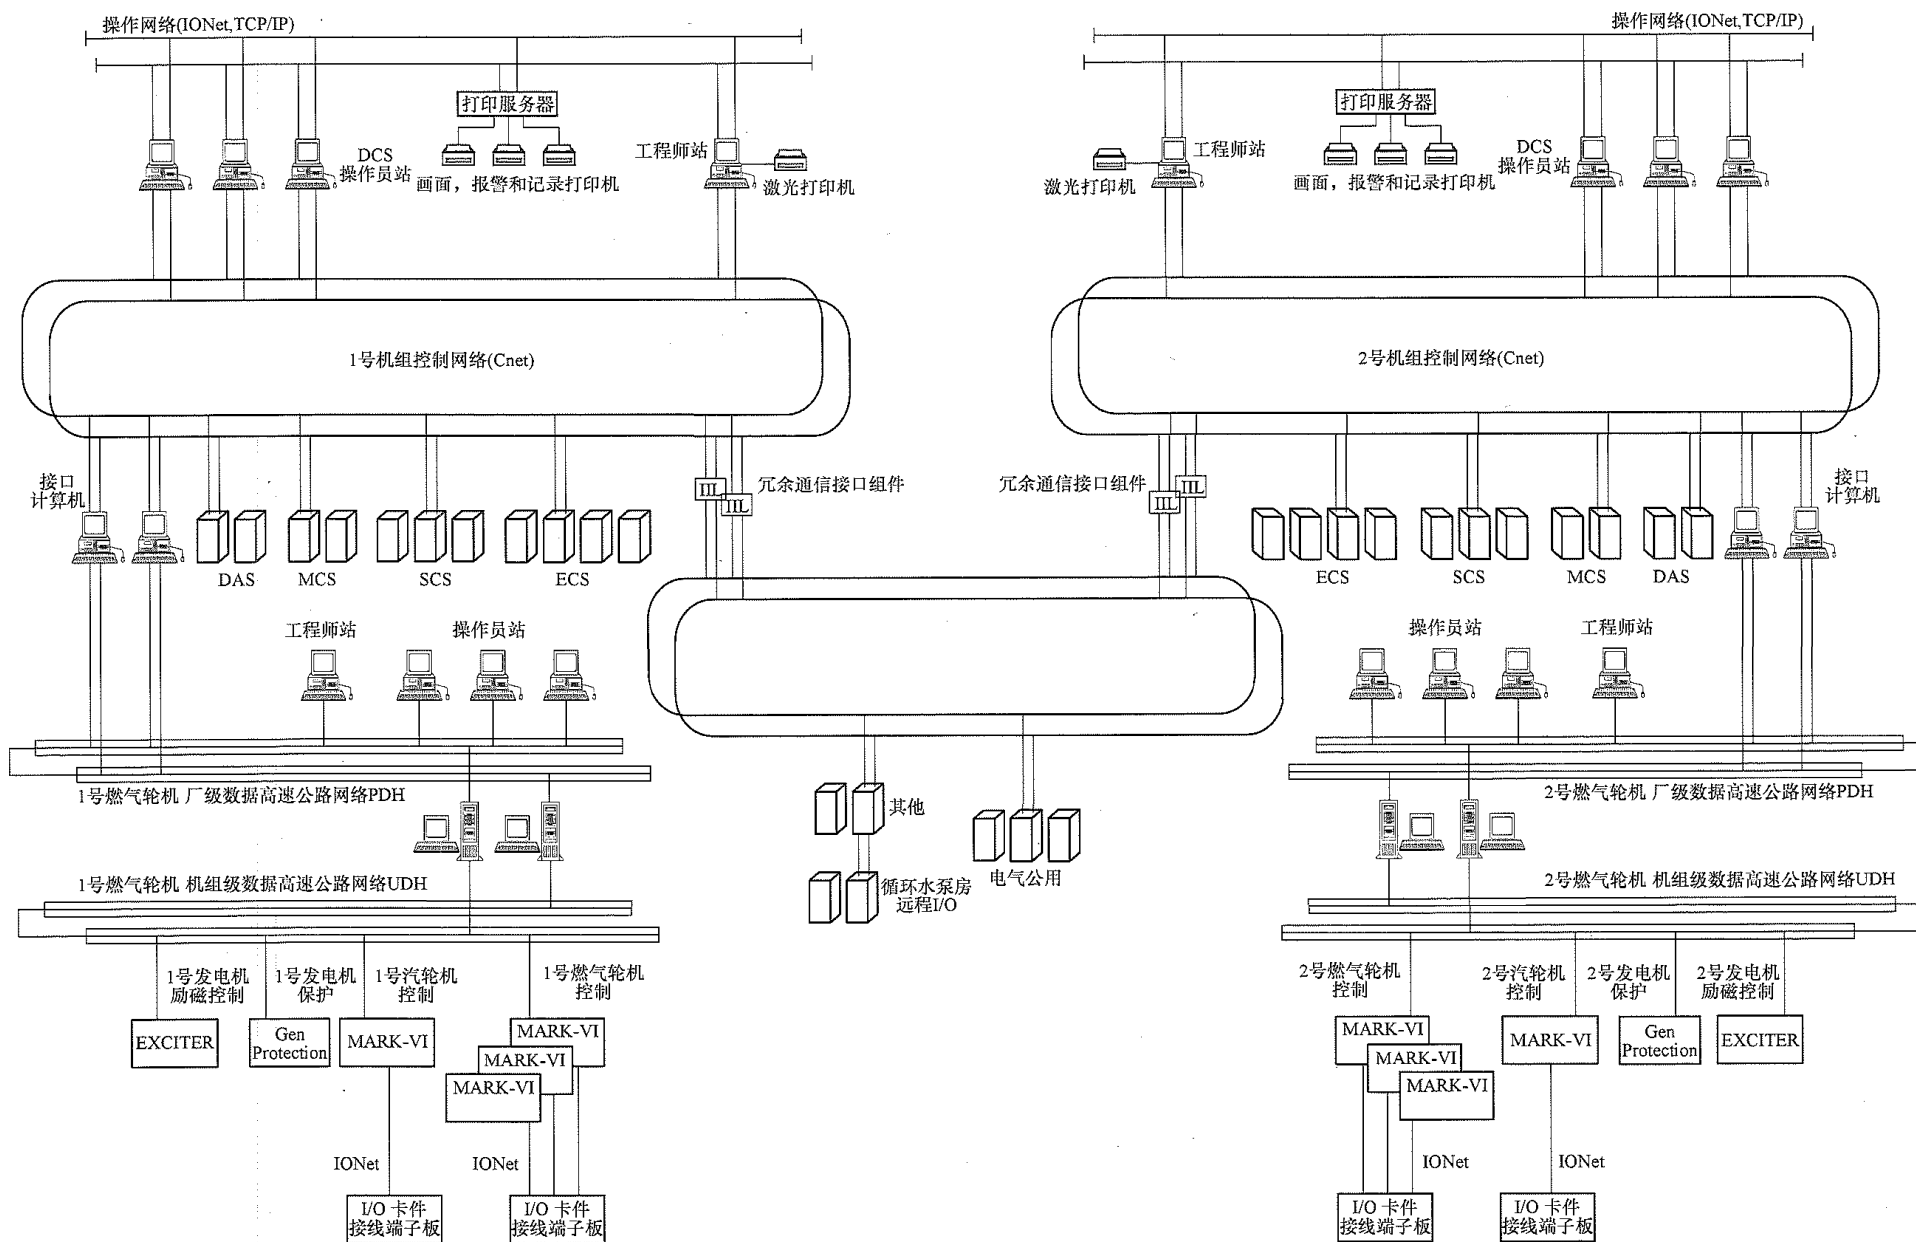 操作网络(IONet,TCP/IP)
操作网络(IONet,TCP/IP)
打印服务器
打印服务器
DCS
操作员站
工程师站
画面，报警和记录打印机
激光打印机
工程师站
激光打印机
画面，报警和记录打印机
DCS
操作员站
1号机组控制网络(Cnet)
2号机组控制网络(Cnet)
接口
计算机
IIL
IIL
冗余通信接口组件
冗余通信接口组件
IIL
IIL
接口
计算机
DAS
MCS
SCS
ECS
ECS
SCS
MCS
DAS
工程师站
操作员站
操作员站
工程师站
1号燃气轮机 厂级数据高速公路网络PDH
2号燃气轮机 厂级数据高速公路网络PDH
其他
电气公用
循环水泵房
远程I/O
1号燃气轮机 机组级数据高速公路网络UDH
2号燃气轮机 机组级数据高速公路网络UDH
1号发电机
励磁控制
1号发电机
保护
1号汽轮机
控制
1号燃气轮机
控制
2号燃气轮机
控制
2号汽轮机
控制
2号发电机
保护
2号发电机
励磁控制
EXCITER
Gen
Protection
MARK-VI
MARK-VI
MARK-VI
MARK-VI
MARK-VI
MARK-VI
MARK-VI
MARK-VI
Gen
Protection
EXCITER
IONet
IONet
IONet
IONet
I/O 卡件
接线端子板
I/O 卡件
接线端子板
I/O 卡件
接线端子板
I/O 卡件
接线端子板